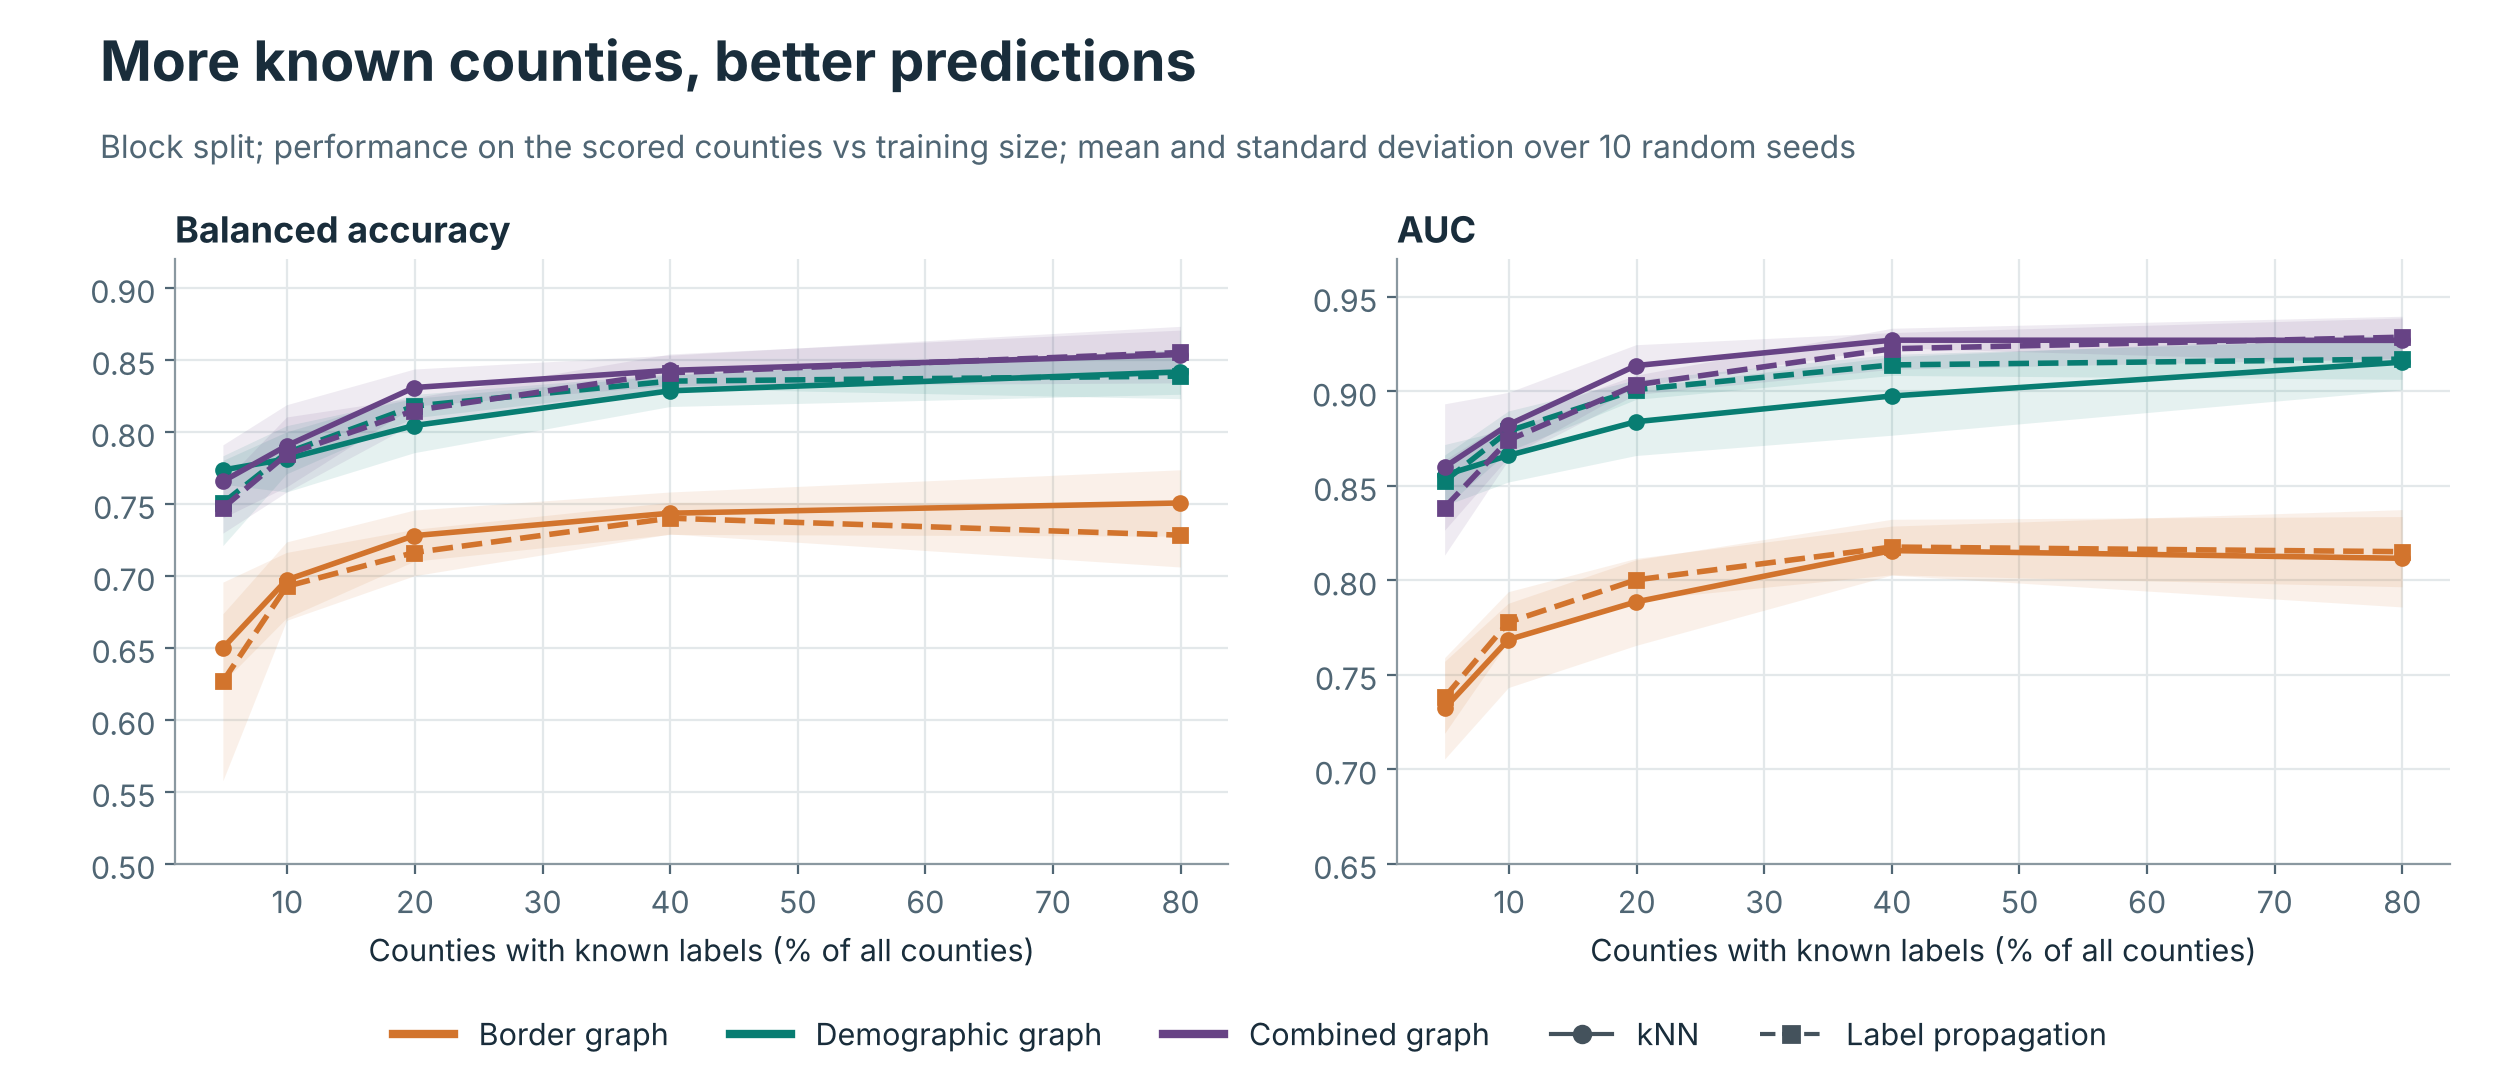 More known counties, better predictions
Block split; performance on the scored counties vs training size; mean and standard deviation over 10 random seeds
Balanced accuracy
0.90
0.85
0.80
0.75
0.70
0.65
0.60
0.55
0.50
10 20 30 40 50 60 70 80
Counties with known labels (% of all counties)
AUC
0.95
0.90
0.85
0.80
0.75
0.70
0.65
10 20 30 40 50 60 70 80
Counties with known labels (% of all counties)
Border graph Demographic graph Combined graph kNN Label propagation